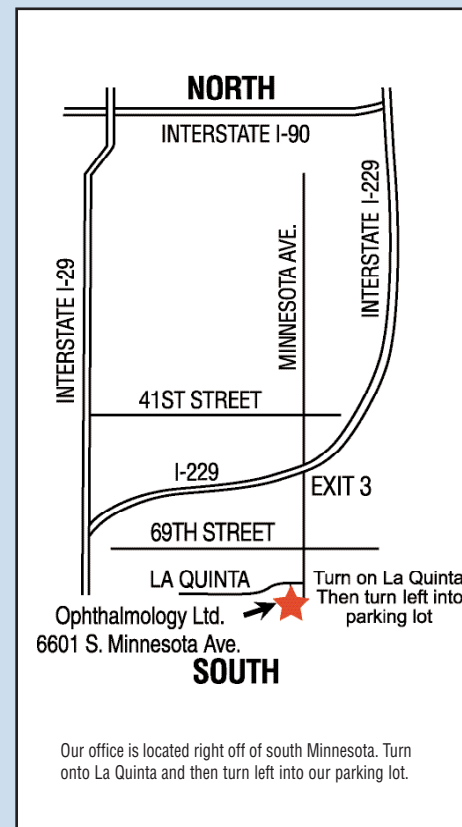 NORTH
INTERSTATE I-90
INTERSTATE I-29
MINNESOTA AVE.
INTERSTATE I-229
41ST STREET
I-229
EXIT 3
69TH STREET
LA QUINTA
Turn on La Quinta
Then turn left into
parking lot
Ophthalmology Ltd.
6601 S. Minnesota Ave.
SOUTH
Our office is located right off of south Minnesota. Turn
onto La Quinta and then turn left into our parking lot.